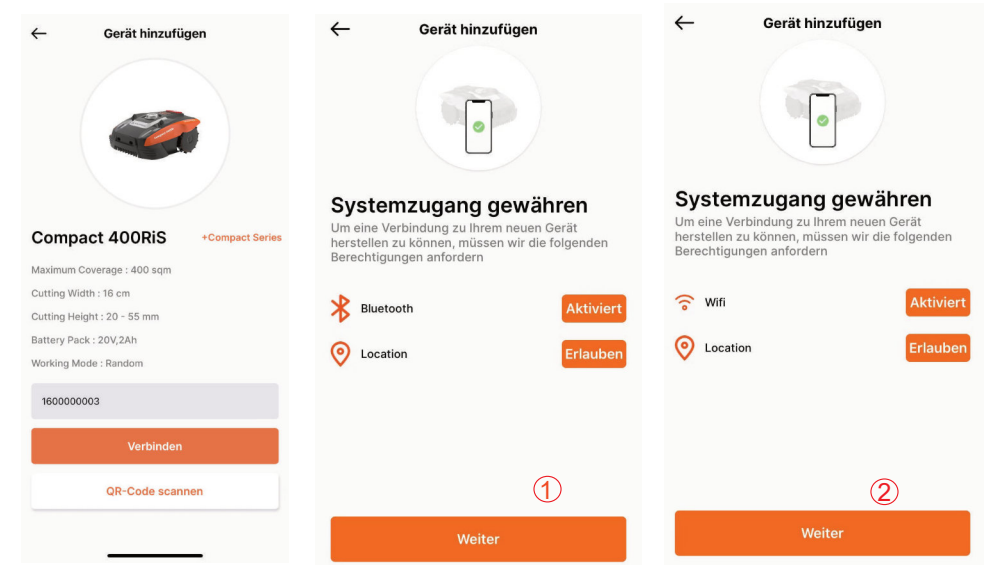 Gerät hinzufügen
Compact 400RiS
+Compact Series
Maximum Coverage : 400 sqm
Cutting Width : 16 cm
Cutting Height : 20 - 55 mm
Battery Pack : 20V,2Ah
Working Mode : Random
1600000003
Verbinden
QR-Code scannen
Gerät hinzufügen
Systemzugang gewähren
Um eine Verbindung zu Ihrem neuen Gerät
herstellen zu können, müssen wir die folgenden
Berechtigungen anfordern
Bluetooth
Aktiviert
Location
Erlauben
①
Weiter
Gerät hinzufügen
Systemzugang gewähren
Um eine Verbindung zu Ihrem neuen Gerät
herstellen zu können, müssen wir die folgenden
Berechtigungen anfordern
Wifi
Aktiviert
Location
Erlauben
②
Weiter